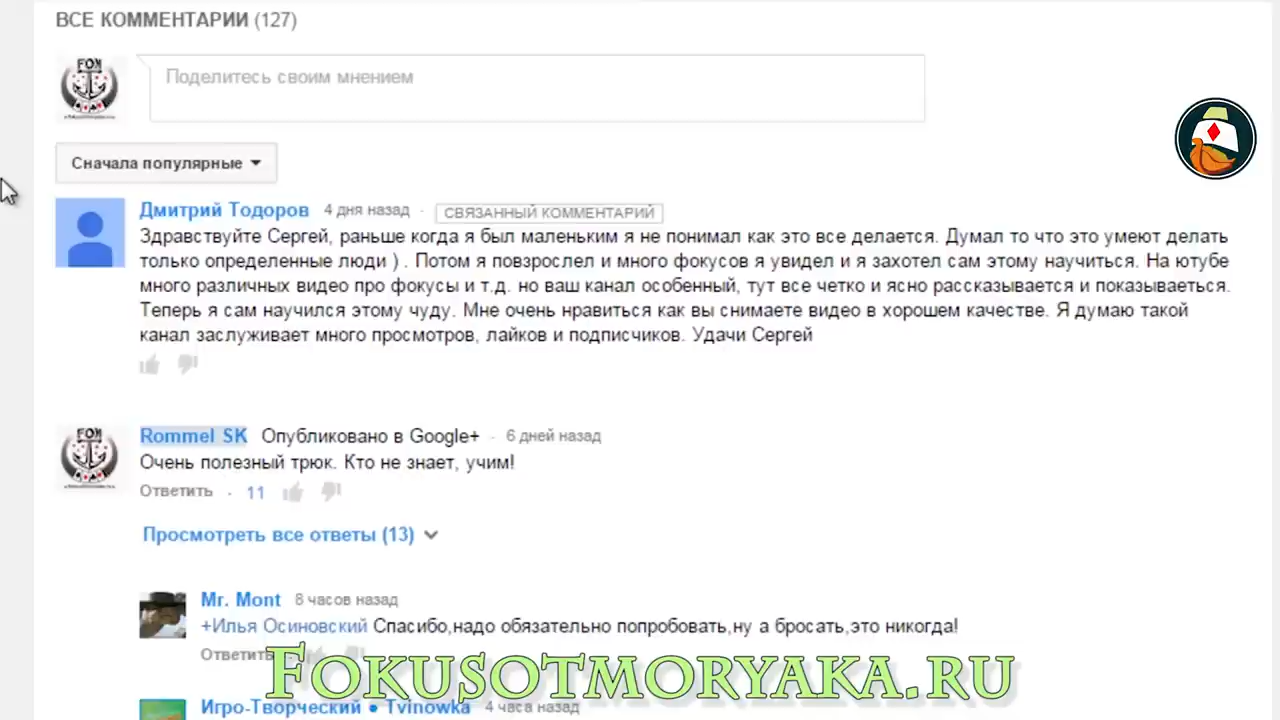 ВСЕ КОММЕНТАРИИ (127)
FOM
Поделитесь своим мнением
Сначала популярные
Дмитрий Тодоров 4 дня назад · СВЯЗАННЫЙ КОММЕНТАРИЙ
Здравствуйте Сергей, раньше когда я был маленьким я не понимал как это все делается. Думал то что это умеют делать
только определенные люди ) . Потом я повзрослел и много фокусов я увидел и я захотел сам этому научиться. На ютубе
много различных видео про фокусы и т.д. но ваш канал особенный, тут все четко и ясно рассказывается и показываеться.
Теперь я сам научился этому чуду. Мне очень нравиться как вы снимаете видео в хорошем качестве. Я думаю такой
канал заслуживает много просмотров, лайков и подписчиков. Удачи Сергей
FOM
Rommel SK Опубликовано в Google+ · 6 дней назад
Очень полезный трюк. Кто не знает, учим!
Ответить · 11
Просмотреть все ответы (13)
Mr. Mont 8 часов назад
+Илья Осиновский Спасибо,надо обязательно попробовать,ну а бросать,это никогда!
Ответить
FOKUSOTMORYAKA.RU
Игро-Творческий ● Tvinowka 4 часа назад